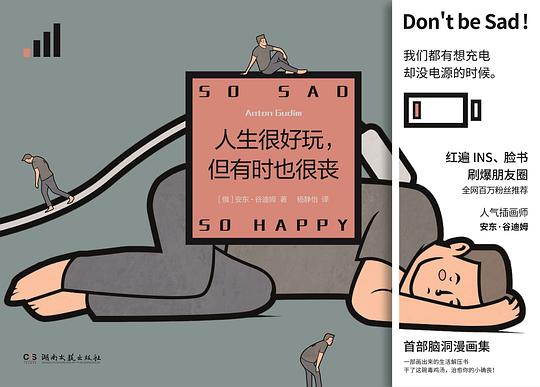 SO SAD
Anton Gudim
人生很好玩，
但有时也很丧
[俄] 安东·谷迪姆 著 杨静怡 译
SO HAPPY
CS 湖南文艺出版社
Don't be Sad!
我们都有想充电
却没电源的时候。
红遍 INS、脸书
刷爆朋友圈
全网百万粉丝推荐
人气插画师
安东·谷迪姆
首部脑洞漫画集
一部画出来的生活解压书
干了这碗毒鸡汤，治愈你的小确丧！